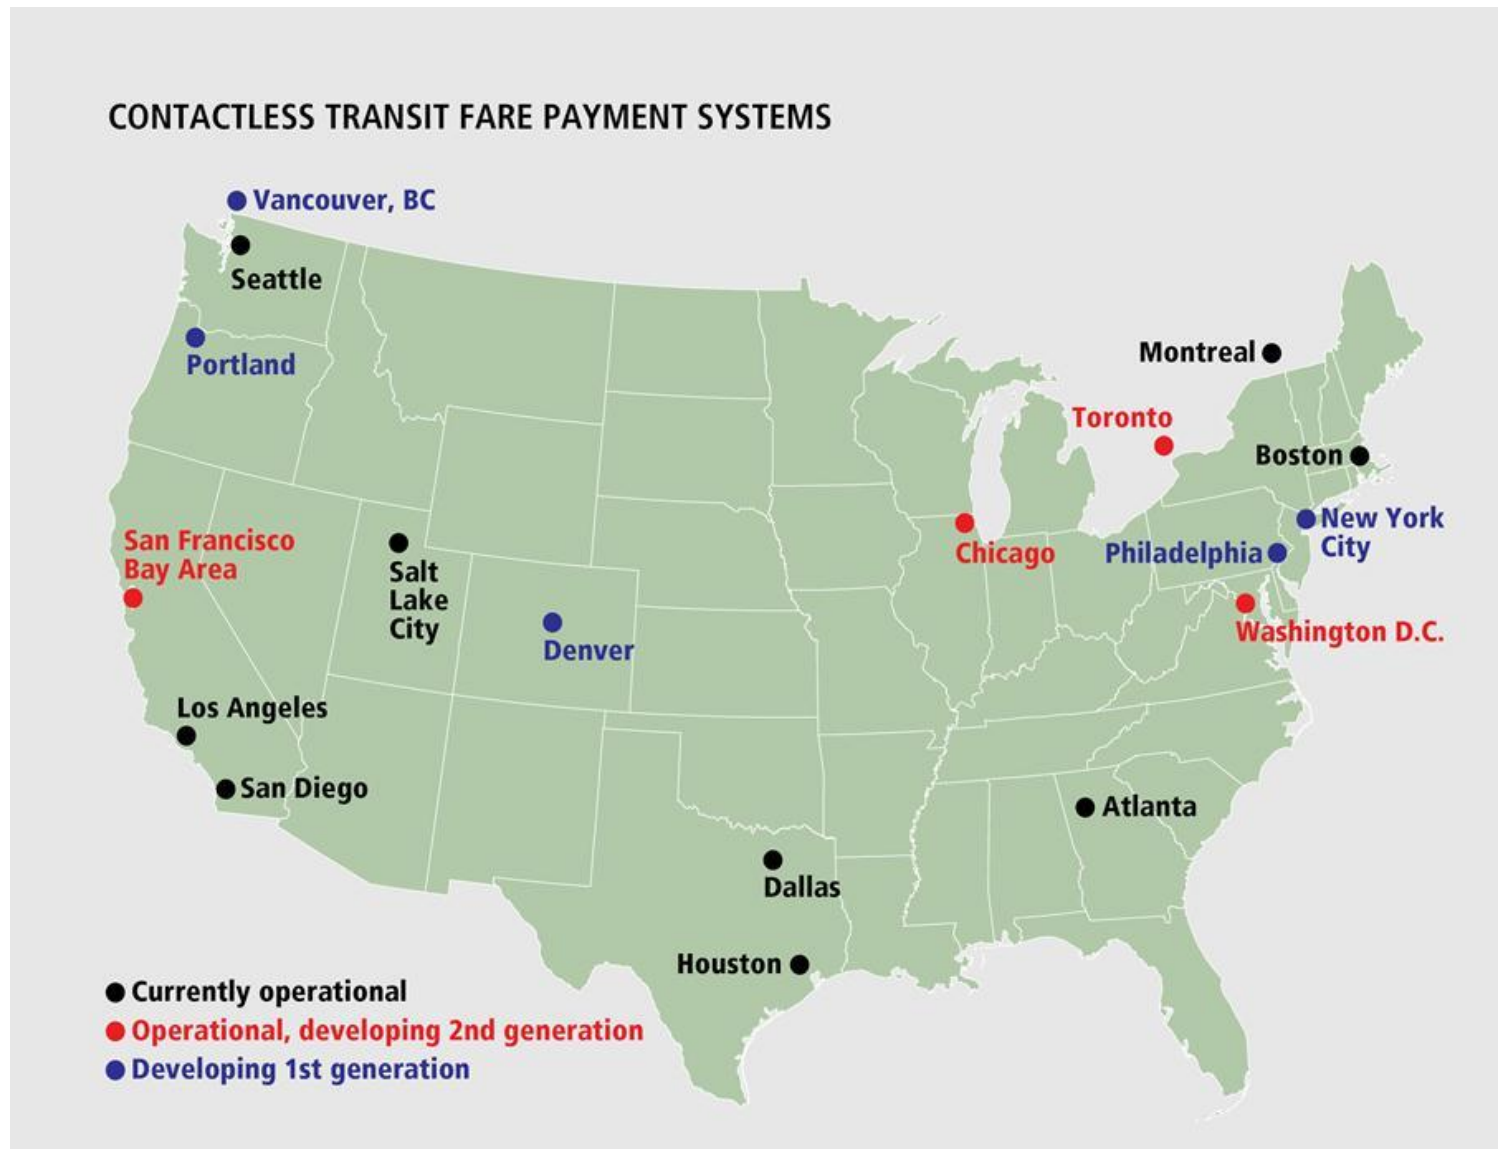 CONTACTLESS TRANSIT FARE PAYMENT SYSTEMS
Vancouver, BC
Seattle
Portland
Montreal
Toronto
Boston
San Francisco
Bay Area
Salt
Lake
City
Chicago
New York
City
Philadelphia
Denver
Washington D.C.
Los Angeles
San Diego
Atlanta
Dallas
Houston
Currently operational
Operational, developing 2nd generation
Developing 1st generation